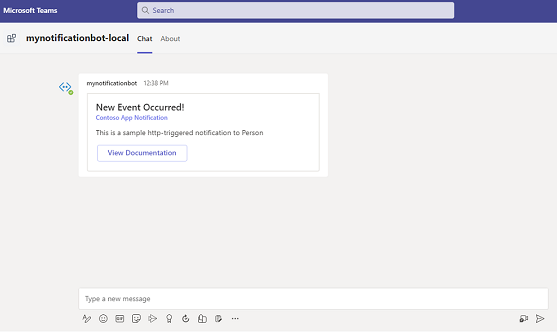 Microsoft Teams
Search
mynotificationbot-local Chat About
mynotificationbot 12:38 PM
New Event Occurred!
Contoso App Notification
This is a sample http-triggered notification to Person
View Documentation
Type a new message
GIF